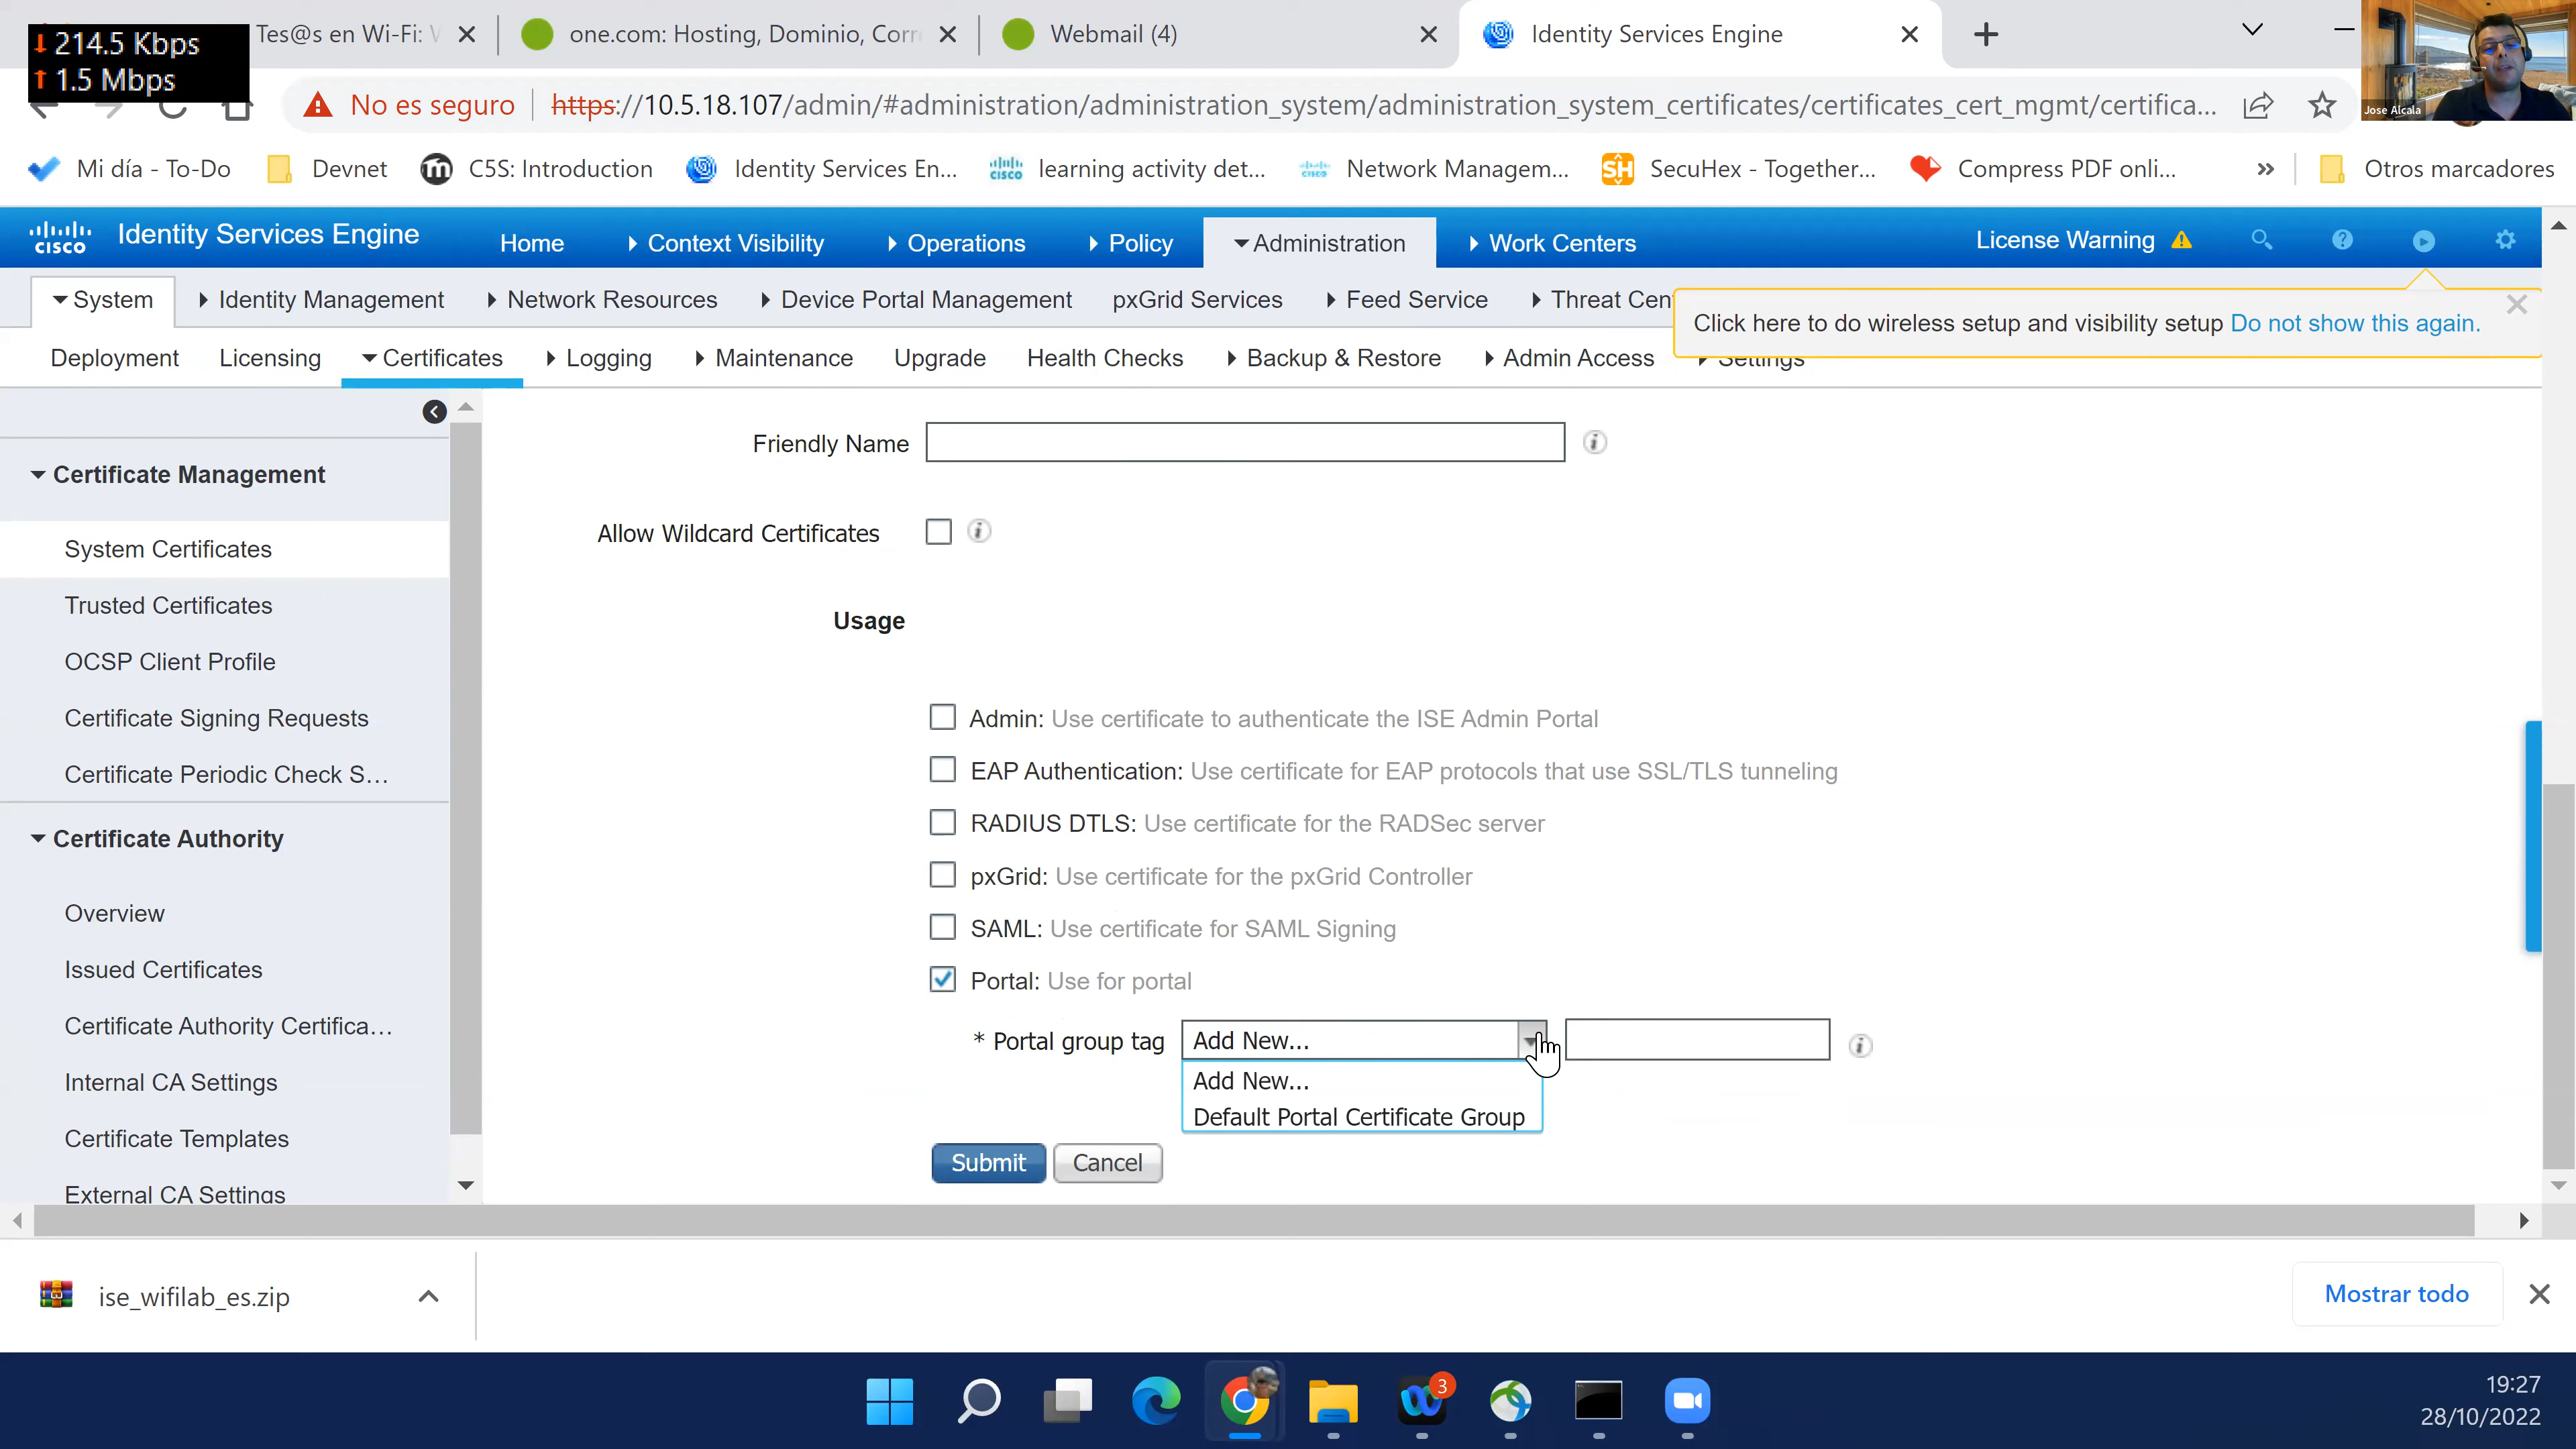 214.5 Kbps
1.5 Mbps
Tes@s en Wi-Fi:
one.com: Hosting, Dominio, Corr
Webmail (4)
Identity Services Engine
No es seguro
https://10.5.18.107/admin/#administration/administration_system/administration_system_certificates/certificates_cert_mgmt/certifica...
Jose Alcala
Mi día - To-Do
Devnet
C5S: Introduction
Identity Services En...
cisco
learning activity det...
cisco
Network Managem...
SH
SecuHex - Together...
Compress PDF onli...
»
Otros marcadores
cisco
Identity Services Engine
Home
Context Visibility
Operations
Policy
Administration
Work Centers
License Warning
System
Identity Management
Network Resources
Device Portal Management
pxGrid Services
Feed Service
Threat Cen
Click here to do wireless setup and visibility setup Do not show this again.
Deployment
Licensing
Certificates
Logging
Maintenance
Upgrade
Health Checks
Backup & Restore
Admin Access
Settings
Certificate Management
System Certificates
Trusted Certificates
OCSP Client Profile
Certificate Signing Requests
Certificate Periodic Check S...
Certificate Authority
Overview
Issued Certificates
Certificate Authority Certifica...
Internal CA Settings
Certificate Templates
External CA Settings
Friendly Name
Allow Wildcard Certificates
Usage
Admin: Use certificate to authenticate the ISE Admin Portal
EAP Authentication: Use certificate for EAP protocols that use SSL/TLS tunneling
RADIUS DTLS: Use certificate for the RADSec server
pxGrid: Use certificate for the pxGrid Controller
SAML: Use certificate for SAML Signing
Portal: Use for portal
* Portal group tag
Add New...
Add New...
Default Portal Certificate Group
Submit
Cancel
ise_wifilab_es.zip
Mostrar todo
3
19:27
28/10/2022